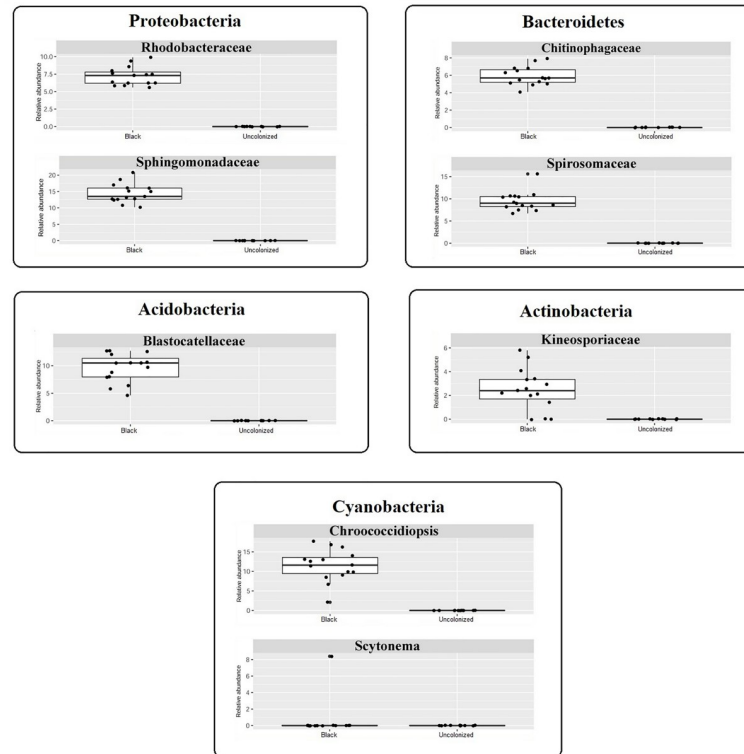 Proteobacteria
Rhodobacteraceae
Relative abundance
10.0
7.5
5.0
2.5
0.0
Black
Uncolonized
Sphingomonadaceae
Relative abundance
20
15
10
5
0
Black
Uncolonized
Bacteroidetes
Chitinophagaceae
Relative abundance
8
6
4
2
0
Black
Uncolonized
Spirosomaceae
Relative abundance
15
10
5
0
Black
Uncolonized
Acidobacteria
Blastocatellaceae
Relative abundance
10
5
0
Black
Uncolonized
Actinobacteria
Kineosporiaceae
Relative abundance
6
4
2
0
Black
Uncolonized
Cyanobacteria
Chroococcidiopsis
Relative abundance
15
10
5
0
Black
Uncolonized
Scytonema
Relative abundance
8
6
4
2
0
Black
Uncolonized